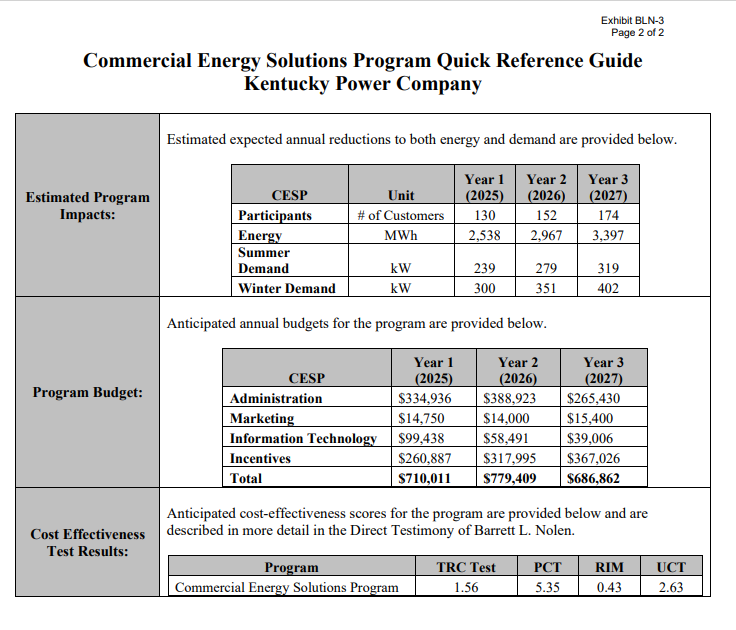 Exhibit BLN-3
Page 2 of 2
Commercial Energy Solutions Program Quick Reference Guide
Kentucky Power Company
Estimated Program
Impacts:
Estimated expected annual reductions to both energy and demand are provided below.
CESP Unit Year 1 (2025) Year 2 (2026) Year 3 (2027)
Participants # of Customers 130 152 174
Energy MWh 2,538 2,967 3,397
Summer
Demand kW 239 279 319
Winter Demand kW 300 351 402
Program Budget:
Anticipated annual budgets for the program are provided below.
CESP Year 1 (2025) Year 2 (2026) Year 3 (2027)
Administration $334,936 $388,923 $265,430
Marketing $14,750 $14,000 $15,400
Information Technology $99,438 $58,491 $39,006
Incentives $260,887 $317,995 $367,026
Total $710,011 $779,409 $686,862
Cost Effectiveness
Test Results:
Anticipated cost-effectiveness scores for the program are provided below and are
described in more detail in the Direct Testimony of Barrett L. Nolen.
Program TRC Test PCT RIM UCT
Commercial Energy Solutions Program 1.56 5.35 0.43 2.63